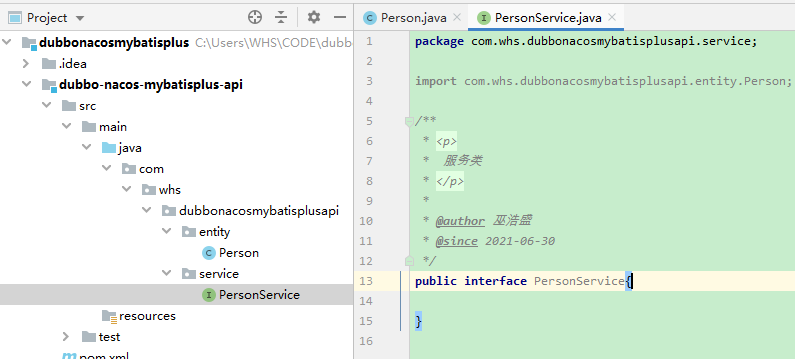 Project
Person.java
PersonService.java
dubbonacosmybatisplus C:\Users\WHS\CODE\dubb
.idea
dubbo-nacos-mybatisplus-api
src
main
java
com
whs
dubbonacosmybatisplusapi
entity
Person
service
PersonService
resources
test
pom.xml
1 package com.whs.dubbonacosmybatisplusapi.service;
2
3 import com.whs.dubbonacosmybatisplusapi.entity.Person;
4
5 /**
6 * <p>
7 * 服务类
8 * </p>
9 *
10 * @author 巫浩盛
11 * @since 2021-06-30
12 */
13 public interface PersonService{
14
15 }